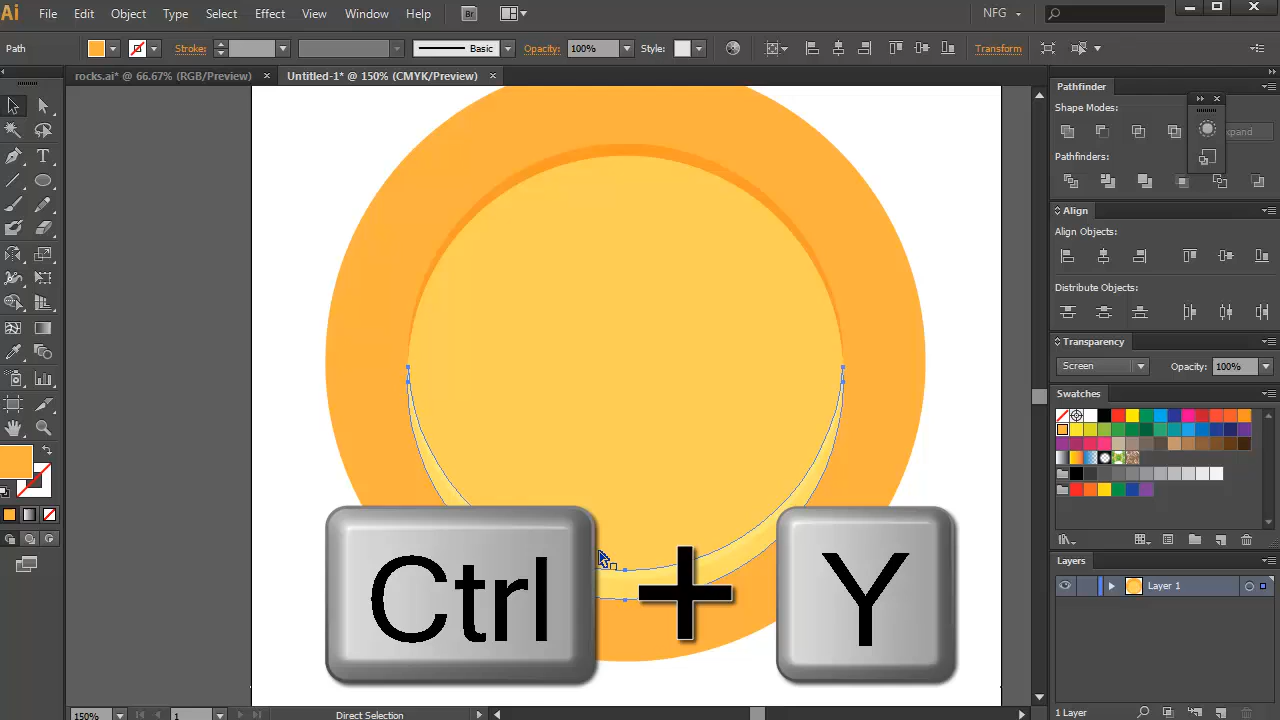 Ai File Edit Object Type Select Effect View Window Help Br NFG
Path Stroke: Basic Opacity: 100% Style: Transform
rocks.ai* @ 66.67% (RGB/Preview) × Untitled-1* @ 150% (CMYK/Preview) ×
Pathfinder
Shape Modes:
pand
Pathfinders:
Align
Align Objects:
Distribute Objects:
Transparency
Screen Opacity: 100%
Swatches
Layers
Layer 1
Ctrl + Y
150% 1 Direct Selection 1 Layer